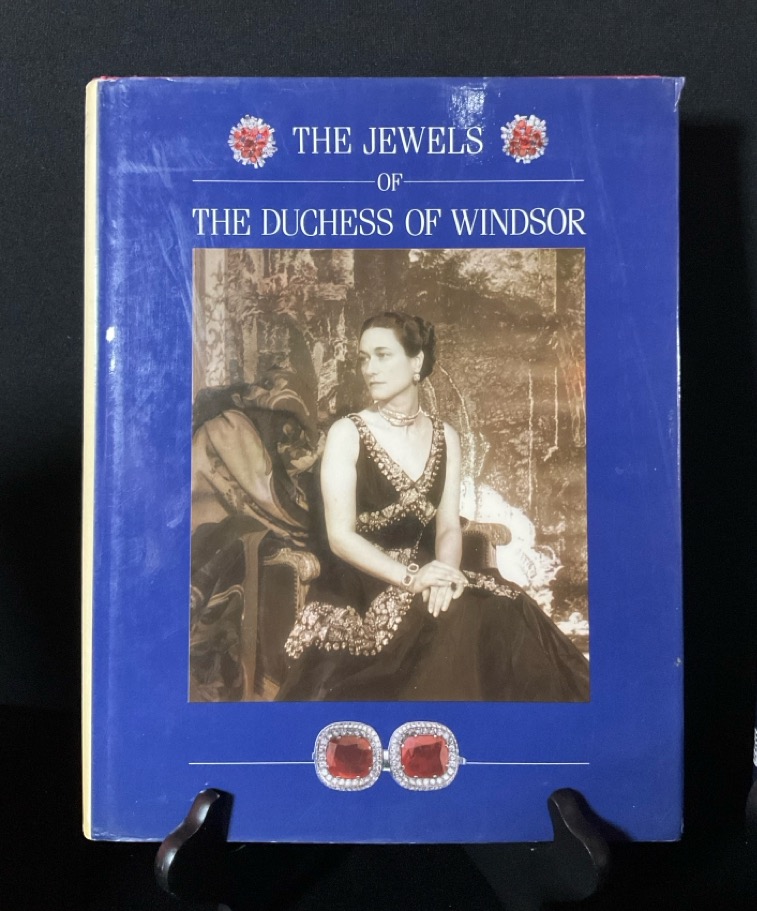 THE JEWELS
OF
THE DUCHESS OF WINDSOR